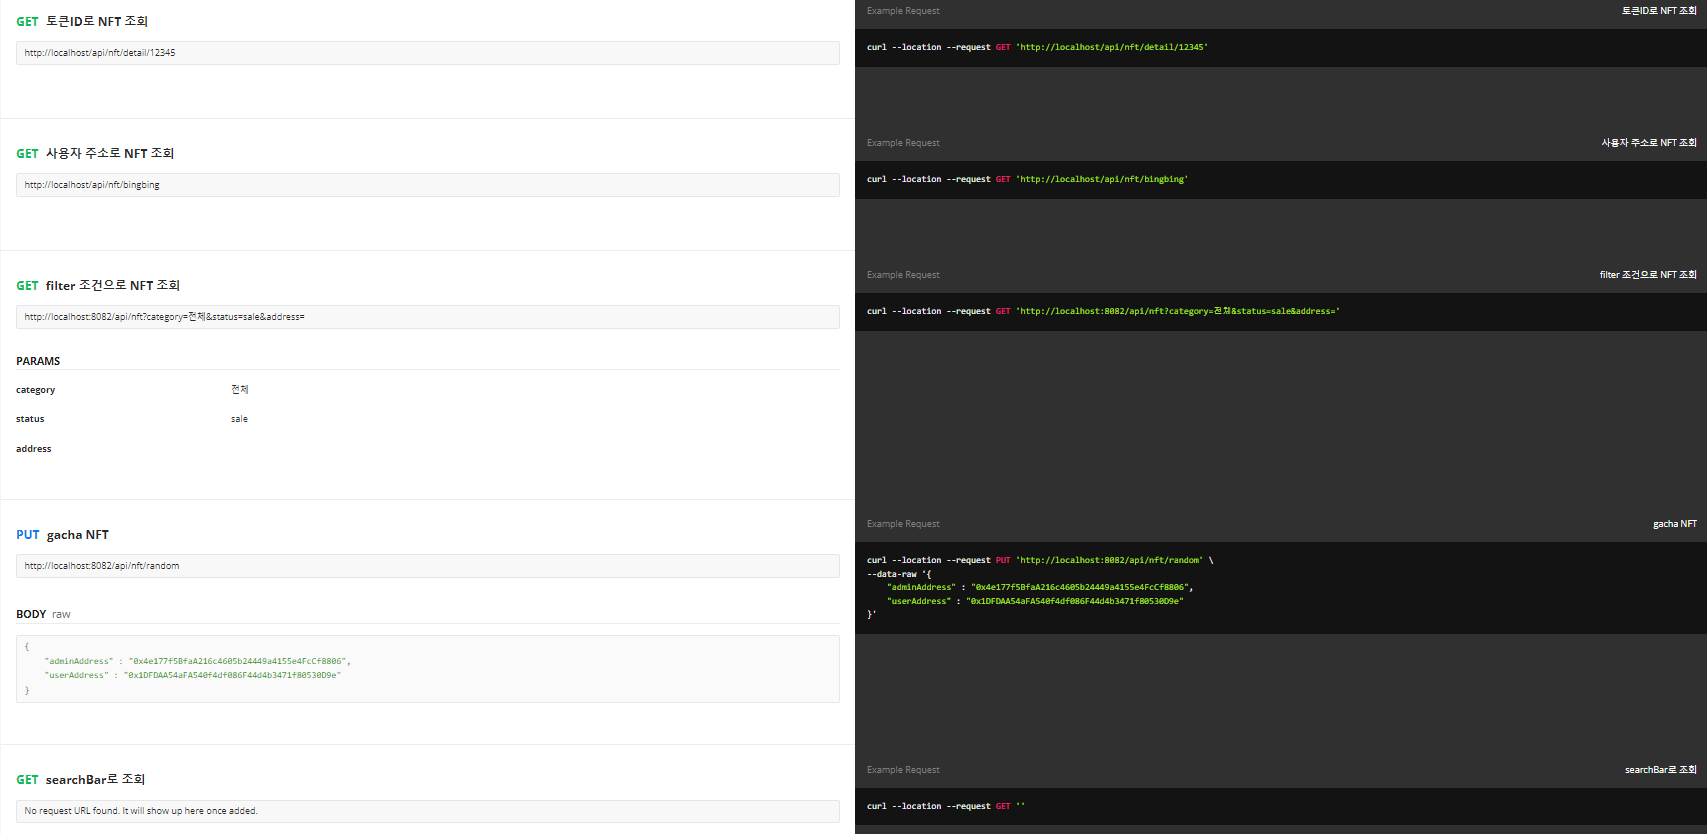 GET 토큰ID로 NFT 조회
http://localhost/api/nft/detail/12345
Example Request 토큰ID로 NFT 조회
curl --location --request GET 'http://localhost/api/nft/detail/12345'
GET 사용자 주소로 NFT 조회
http://localhost/api/nft/bingbing
Example Request 사용자 주소로 NFT 조회
curl --location --request GET 'http://localhost/api/nft/bingbing'
GET filter 조건으로 NFT 조회
http://localhost:8082/api/nft?category=전체&status=sale&address=
PARAMS
category 전체
status sale
address
Example Request filter 조건으로 NFT 조회
curl --location --request GET 'http://localhost:8082/api/nft?category=전체&status=sale&address='
PUT gacha NFT
http://localhost:8082/api/nft/random
BODY raw
{
"adminAddress" : "0x4e177f5BfaA216c4605b24449a4155e4FcCf8806",
"userAddress" : "0x1DFDAA54aFA540f4df086F44d4b3471f80530D9e"
}
Example Request gacha NFT
curl --location --request PUT 'http://localhost:8082/api/nft/random' \
--data-raw '{
"adminAddress" : "0x4e177f5BfaA216c4605b24449a4155e4FcCf8806",
"userAddress" : "0x1DFDAA54aFA540f4df086F44d4b3471f80530D9e"
}'
GET searchBar로 조회
No request URL found. It will show up here once added.
Example Request searchBar로 조회
curl --location --request GET ''